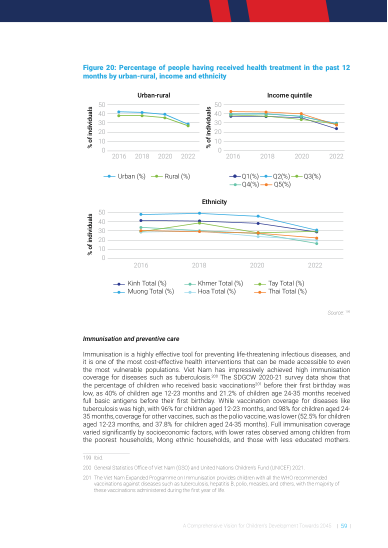 Figure 20: Percentage of people having received health treatment in the past 12
months by urban-rural, income and ethnicity
Urban-rural
% of individuals
50
40
30
20
10
0
2016 2018 2020 2022
Urban (%) Rural (%)
Income quintile
% of individuals
50
40
30
20
10
0
2016 2018 2020 2022
Q1(%) Q2(%) Q3(%)
Q4(%) Q5(%)
Ethnicity
% of individuals
50
40
30
20
10
0
2016 2018 2020 2022
Kinh Total (%) Khmer Total (%) Tay Total (%)
Muong Total (%) Hoa Total (%) Thai Total (%)
Source: 199
Immunisation and preventive care
Immunisation is a highly effective tool for preventing life-threatening infectious diseases, and
it is one of the most cost-effective health interventions that can be made accessible to even
the most vulnerable populations. Viet Nam has impressively achieved high immunisation
coverage for diseases such as tuberculosis.200 The SDGCW 2020-21 survey data show that
the percentage of children who received basic vaccinations201 before their first birthday was
low, as 40% of children age 12-23 months and 21.2% of children age 24-35 months received
full basic antigens before their first birthday. While vaccination coverage for diseases like
tuberculosis was high, with 96% for children aged 12-23 months, and 98% for children aged 24-
35 months, coverage for other vaccines, such as the polio vaccine, was lower (52.5% for children
aged 12-23 months, and 37.8% for children aged 24-35 months). Full immunisation coverage
varied significantly by socioeconomic factors, with lower rates observed among children from
the poorest households, Mong ethnic households, and those with less educated mothers.
199 Ibid.
200 General Statistics Office of Viet Nam (GSO) and United Nations Children's Fund (UNICEF), 2021
201 The Viet Nam Expanded Programme on Immunisation provides children with all the WHO recommended
vaccinations against diseases such as tuberculosis, hepatitis B, polio, measles, and others, with the majority of
these vaccinations administered during the first year of life
A Comprehensive Vision for Children's Development Towards 2045 | 59 |